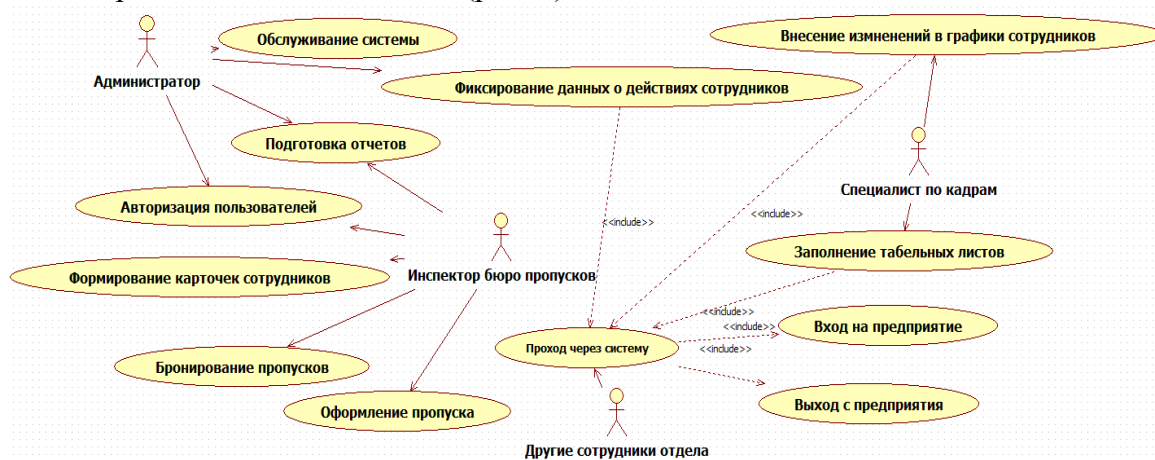 Обслуживание системы
Внесение измненений в графики сотрудников
Администратор
Фиксирование данных о действиях сотрудников
Подготовка отчетов
Специалист по кадрам
Авторизация пользователей
<<include>>
<<include>>
Заполнение табельных листов
Формирование карточек сотрудников
Инспектор бюро пропусков
<<include>>
<<include>>
Вход на предприятие
Проход через систему
<<include>>
Бронирование пропусков
Выход с предприятия
Оформление пропуска
Другие сотрудники отдела